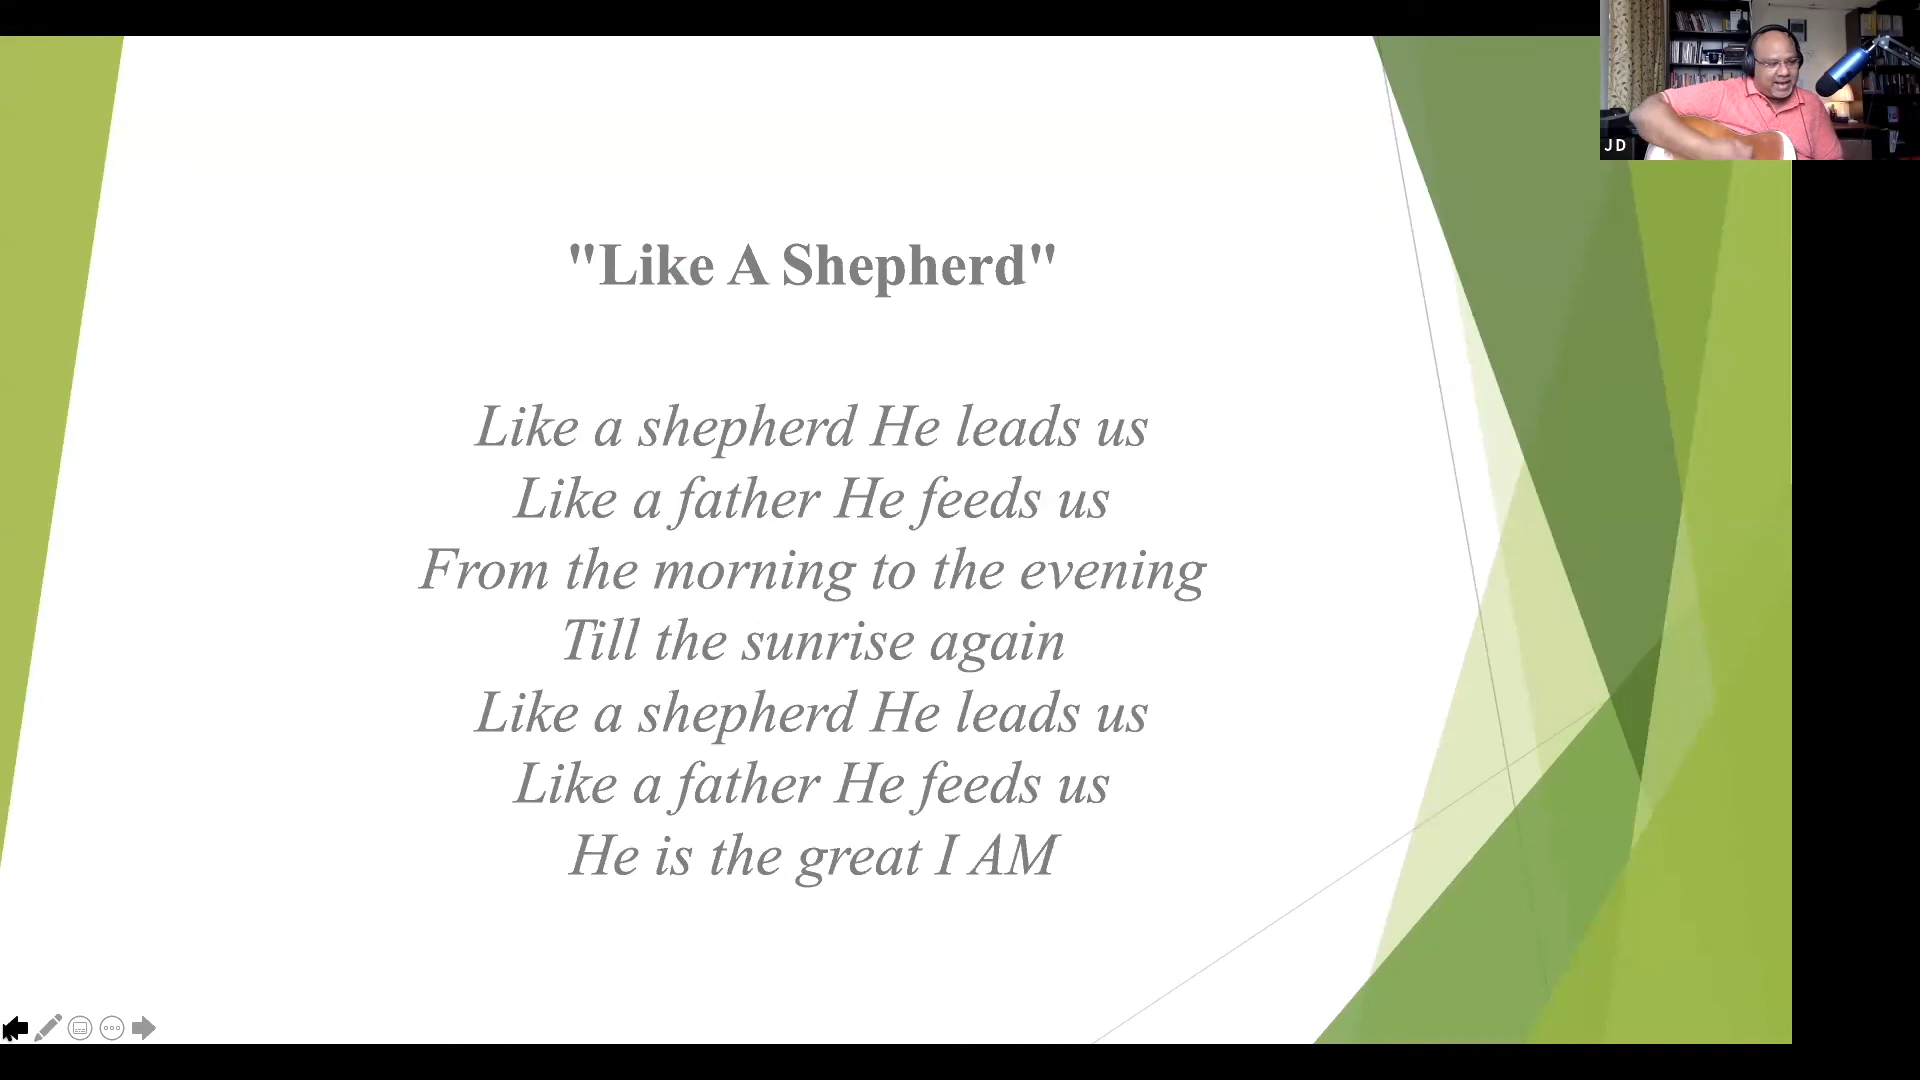 JD
"Like A Shepherd"
Like a shepherd He leads us
Like a father He feeds us
From the morning to the evening
Till the sunrise again
Like a shepherd He leads us
Like a father He feeds us
He is the great I AM